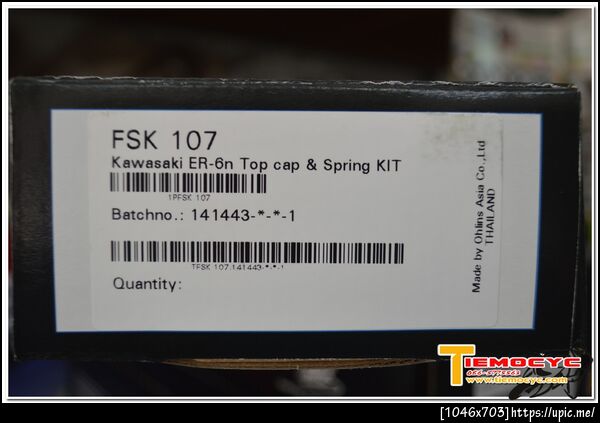 FSK 107
Kawasaki ER-6n Top cap & Spring KIT
1PFSK 107
Batchno.: 141443-*-*-1
TFSK 107.141443-*-*-1
Quantity:
Made by Ohlins Asia Co.,Ltd
THAILAND
TIEMOCYC
www.tiemocyc.com
[1046x703]https://upic.me/